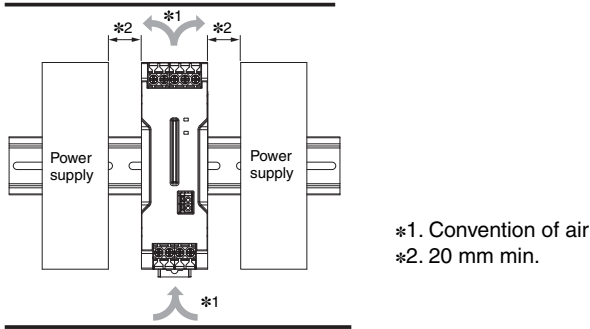 *1
*2
*2
Power
supply
Power
supply
*1
*1. Convention of air
*2. 20 mm min.